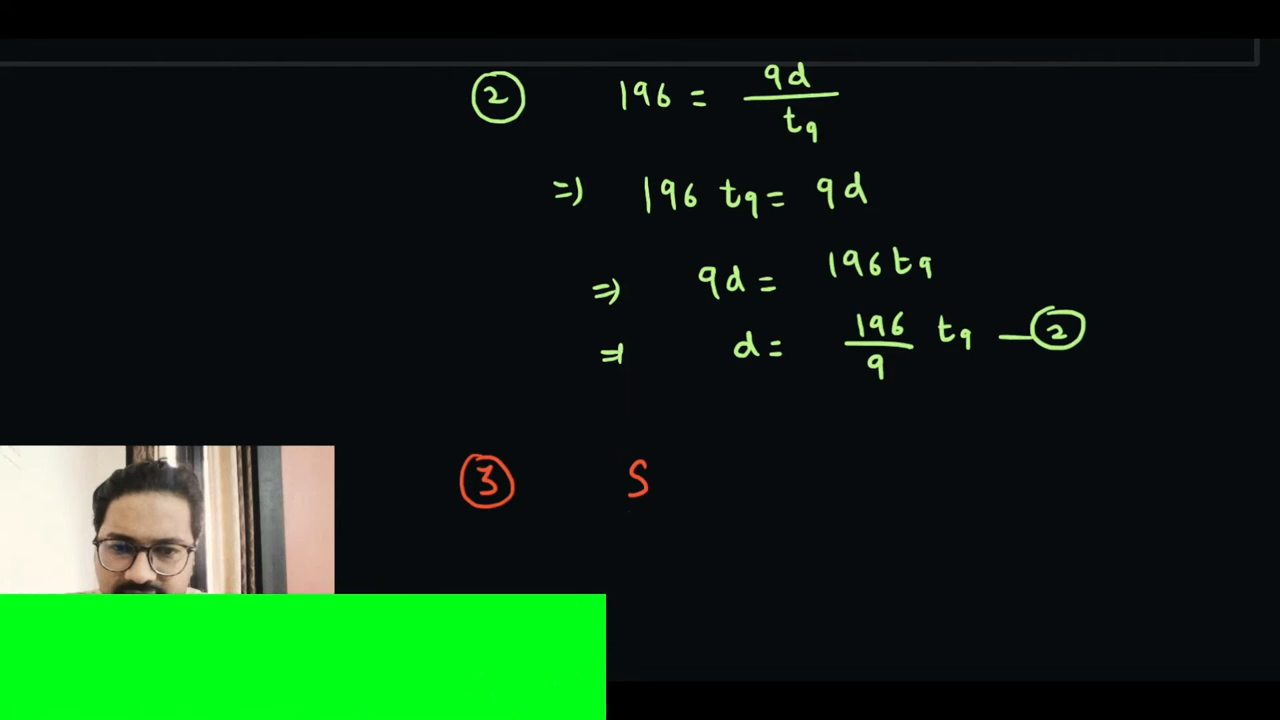 ② 196 = 9d / t₉
=) 196 t₉ = 9d
=) 9d = 196 t₉
=) d = 196 / 9 t₉ — ②
③ S